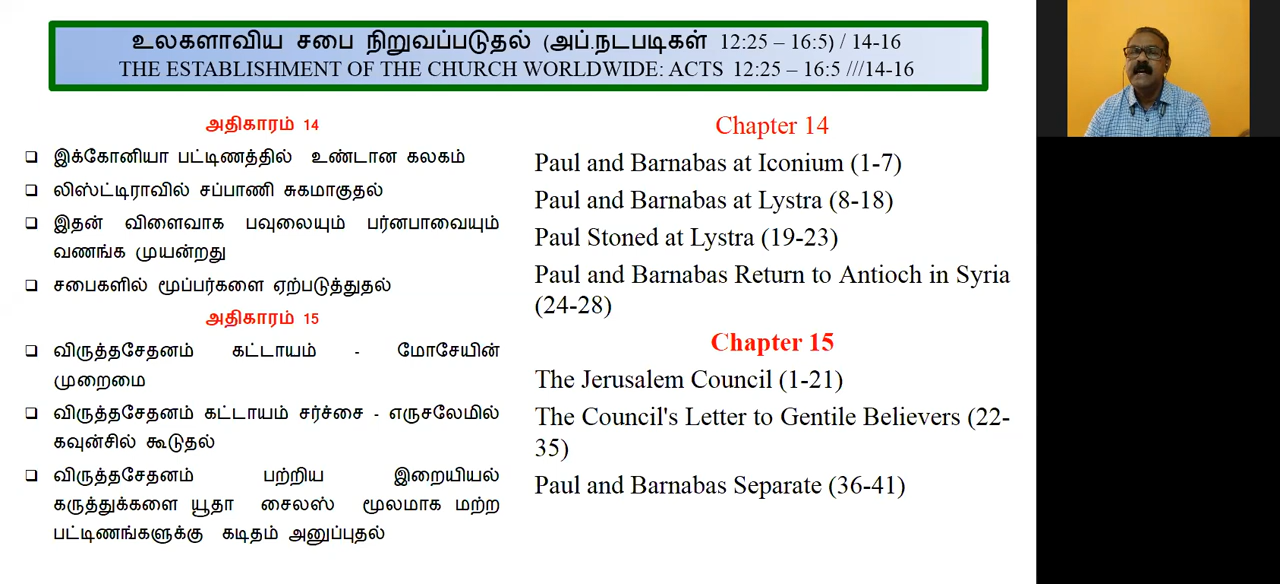 உலகளாவிய சபை நிறுவப்படுதல் (அப்.நடபடிகள் 12:25 – 16:5) / 14-16
THE ESTABLISHMENT OF THE CHURCH WORLDWIDE: ACTS 12:25 – 16:5 ///14-16
அதிகாரம் 14
❑ இக்கோனியா பட்டிணத்தில் உண்டான கலகம்
❑ லிஸ்ட்டிராவில் சப்பாணி சுகமாகுதல்
❑ இதன் விளைவாக பவுலையும் பர்னபாவையும்
வணங்க முயன்றது
❑ சபைகளில் மூப்பர்களை ஏற்படுத்துதல்
அதிகாரம் 15
❑ விருத்தசேதனம் கட்டாயம் - மோசேயின்
முறைமை
❑ விருத்தசேதனம் கட்டாயம் சர்ச்சை - எருசலேமில்
கவுன்சில் கூடுதல்
❑ விருத்தசேதனம் பற்றிய இறையியல்
கருத்துக்களை யூதா சைலஸ் மூலமாக மற்ற
பட்டிணங்களுக்கு கடிதம் அனுப்புதல்
Chapter 14
Paul and Barnabas at Iconium (1-7)
Paul and Barnabas at Lystra (8-18)
Paul Stoned at Lystra (19-23)
Paul and Barnabas Return to Antioch in Syria
(24-28)
Chapter 15
The Jerusalem Council (1-21)
The Council's Letter to Gentile Believers (22-
35)
Paul and Barnabas Separate (36-41)